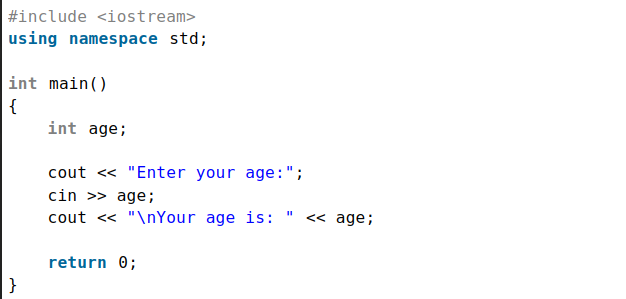 #include <iostream>
using namespace std;

int main()
{
    int age;

    cout << "Enter your age:";
    cin >> age;
    cout << "\nYour age is: " << age;

    return 0;
}